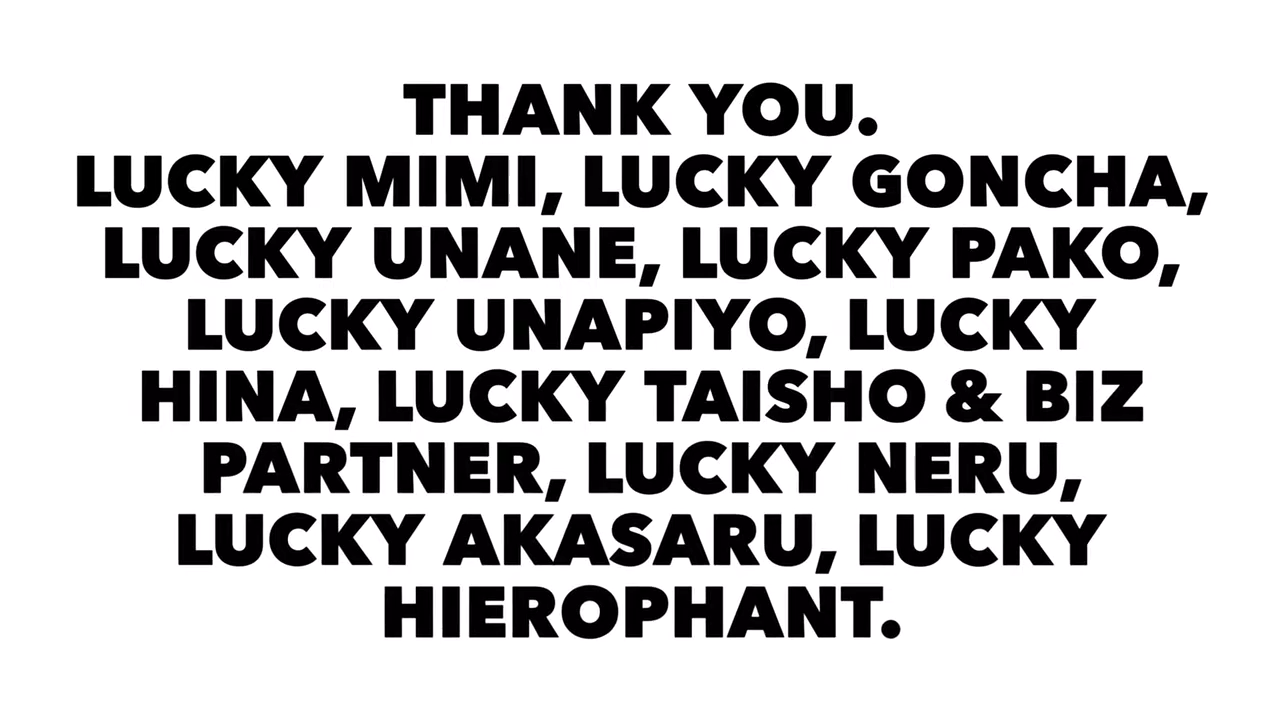 THANK YOU.
LUCKY MIMI, LUCKY GONCHA,
LUCKY UNANE, LUCKY PAKO,
LUCKY UNAPIYO, LUCKY
HINA, LUCKY TAISHO & BIZ
PARTNER, LUCKY NERU,
LUCKY AKASARU, LUCKY
HIEROPHANT.